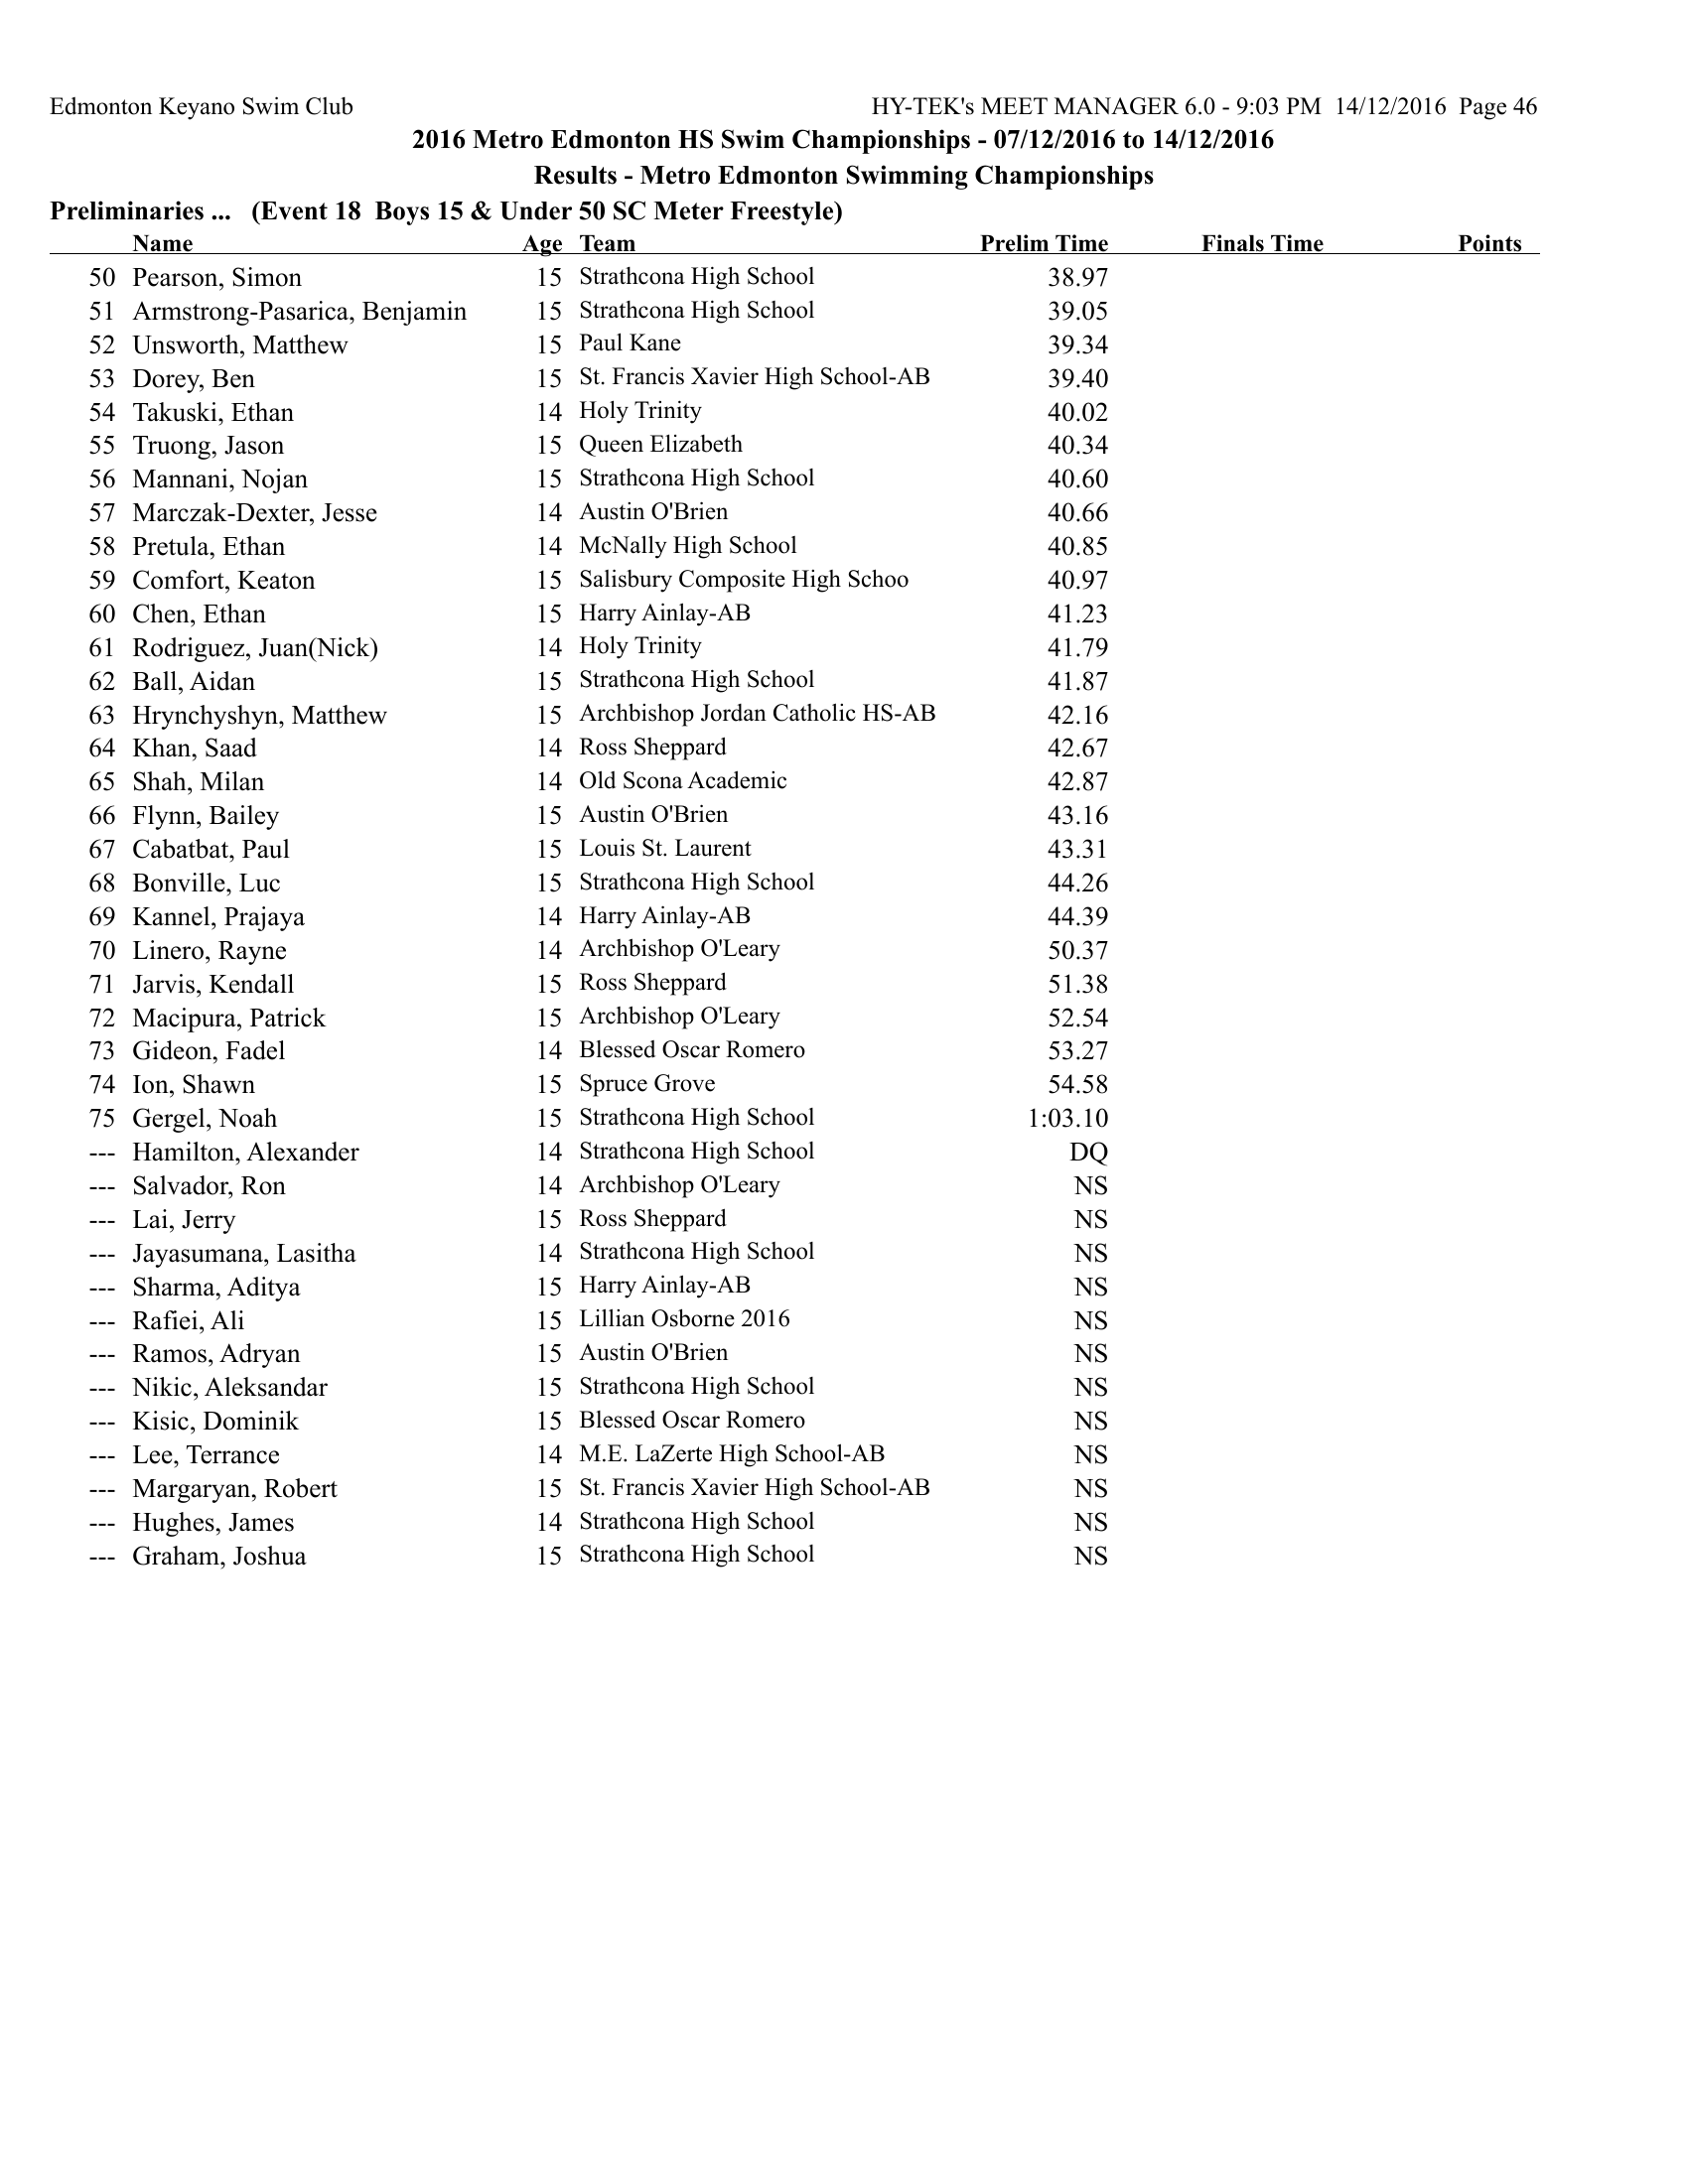 Edmonton Keyano Swim Club HY-TEK's MEET MANAGER 6.0 - 9:03 PM 14/12/2016 Page 46
2016 Metro Edmonton HS Swim Championships - 07/12/2016 to 14/12/2016
Results - Metro Edmonton Swimming Championships
Preliminaries ... (Event 18 Boys 15 & Under 50 SC Meter Freestyle)
Name Age Team Prelim Time Finals Time Points
50 Pearson, Simon 15 Strathcona High School 38.97
51 Armstrong-Pasarica, Benjamin 15 Strathcona High School 39.05
52 Unsworth, Matthew 15 Paul Kane 39.34
53 Dorey, Ben 15 St. Francis Xavier High School-AB 39.40
54 Takuski, Ethan 14 Holy Trinity 40.02
55 Truong, Jason 15 Queen Elizabeth 40.34
56 Mannani, Nojan 15 Strathcona High School 40.60
57 Marczak-Dexter, Jesse 14 Austin O'Brien 40.66
58 Pretula, Ethan 14 McNally High School 40.85
59 Comfort, Keaton 15 Salisbury Composite High Schoo 40.97
60 Chen, Ethan 15 Harry Ainlay-AB 41.23
61 Rodriguez, Juan(Nick) 14 Holy Trinity 41.79
62 Ball, Aidan 15 Strathcona High School 41.87
63 Hrynchyshyn, Matthew 15 Archbishop Jordan Catholic HS-AB 42.16
64 Khan, Saad 14 Ross Sheppard 42.67
65 Shah, Milan 14 Old Scona Academic 42.87
66 Flynn, Bailey 15 Austin O'Brien 43.16
67 Cabatbat, Paul 15 Louis St. Laurent 43.31
68 Bonville, Luc 15 Strathcona High School 44.26
69 Kannel, Prajaya 14 Harry Ainlay-AB 44.39
70 Linero, Rayne 14 Archbishop O'Leary 50.37
71 Jarvis, Kendall 15 Ross Sheppard 51.38
72 Macipura, Patrick 15 Archbishop O'Leary 52.54
73 Gideon, Fadel 14 Blessed Oscar Romero 53.27
74 Ion, Shawn 15 Spruce Grove 54.58
75 Gergel, Noah 15 Strathcona High School 1:03.10
--- Hamilton, Alexander 14 Strathcona High School DQ
--- Salvador, Ron 14 Archbishop O'Leary NS
--- Lai, Jerry 15 Ross Sheppard NS
--- Jayasumana, Lasitha 14 Strathcona High School NS
--- Sharma, Aditya 15 Harry Ainlay-AB NS
--- Rafiei, Ali 15 Lillian Osborne 2016 NS
--- Ramos, Adryan 15 Austin O'Brien NS
--- Nikic, Aleksandar 15 Strathcona High School NS
--- Kisic, Dominik 15 Blessed Oscar Romero NS
--- Lee, Terrance 14 M.E. LaZerte High School-AB NS
--- Margaryan, Robert 15 St. Francis Xavier High School-AB NS
--- Hughes, James 14 Strathcona High School NS
--- Graham, Joshua 15 Strathcona High School NS